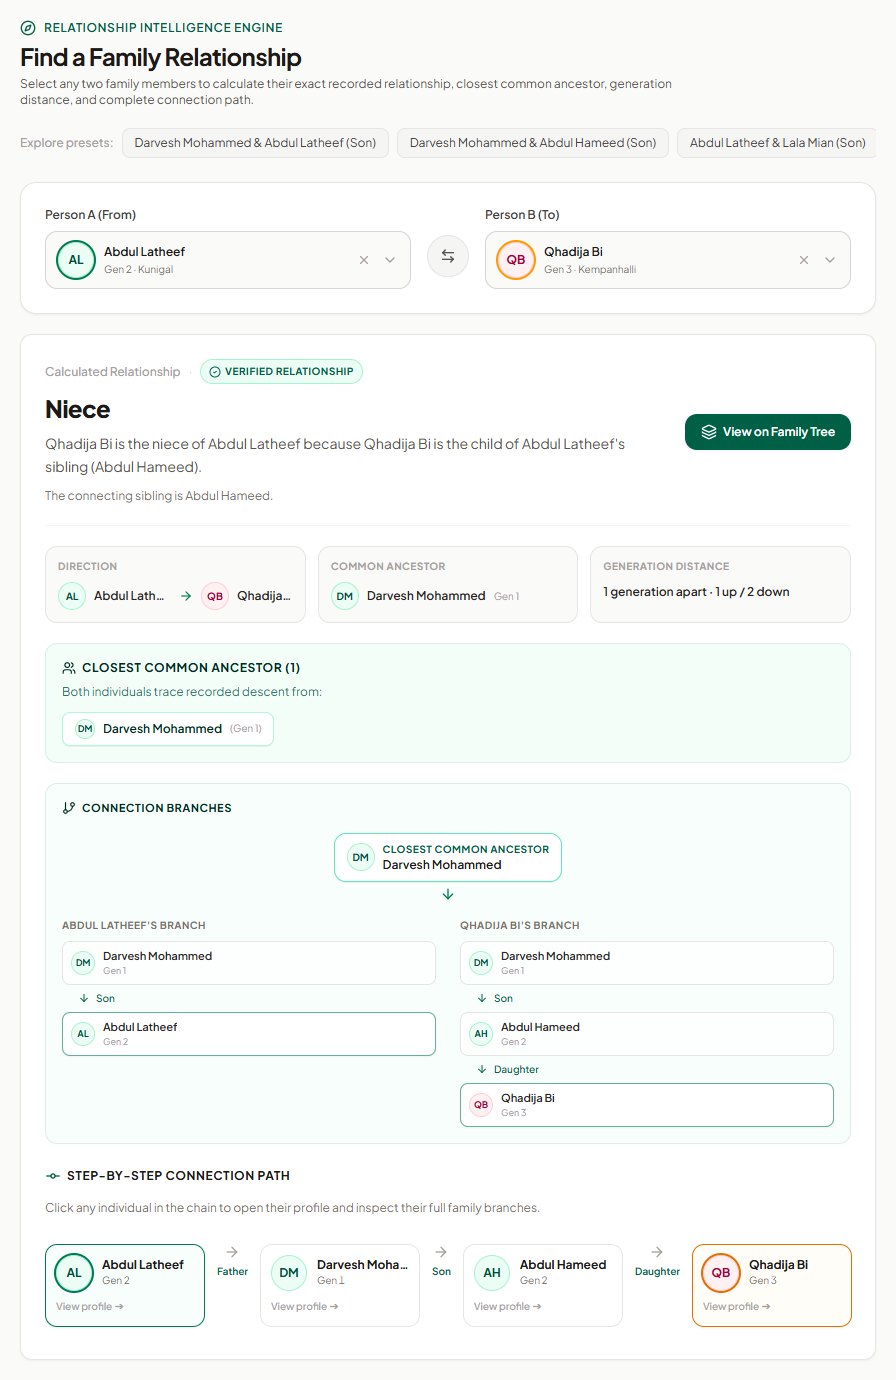 RELATIONSHIP INTELLIGENCE ENGINE
Find a Family Relationship
Select any two family members to calculate their exact recorded relationship, closest common ancestor, generation
distance, and complete connection path.
Explore presets: Darvesh Mohammed & Abdul Latheef (Son) Darvesh Mohammed & Abdul Hameed (Son) Abdul Latheef & Lala Mian (Son)
Person A (From)
AL
Abdul Latheef
Gen 2 · Kunigal
Person B (To)
QB
Qhadija Bi
Gen 3 · Kempanhalli
Calculated Relationship · VERIFIED RELATIONSHIP
Niece
Qhadija Bi is the niece of Abdul Latheef because Qhadija Bi is the child of Abdul Latheef's
sibling (Abdul Hameed).
The connecting sibling is Abdul Hameed.
View on Family Tree
DIRECTION
AL Abdul Lath... → QB Qhadija...
COMMON ANCESTOR
DM Darvesh Mohammed Gen 1
GENERATION DISTANCE
1 generation apart · 1 up / 2 down
CLOSEST COMMON ANCESTOR (1)
Both individuals trace recorded descent from:
DM Darvesh Mohammed (Gen 1)
CONNECTION BRANCHES
DM
CLOSEST COMMON ANCESTOR
Darvesh Mohammed
↓
ABDUL LATHEEF'S BRANCH
DM
Darvesh Mohammed
Gen 1
↓ Son
AL
Abdul Latheef
Gen 2
QHADIJA BI'S BRANCH
DM
Darvesh Mohammed
Gen 1
↓ Son
AH
Abdul Hameed
Gen 2
↓ Daughter
QB
Qhadija Bi
Gen 3
STEP-BY-STEP CONNECTION PATH
Click any individual in the chain to open their profile and inspect their full family branches.
AL
Abdul Latheef
Gen 2
View profile →
→
Father
DM
Darvesh Moha...
Gen 1
View profile →
→
Son
AH
Abdul Hameed
Gen 2
View profile →
→
Daughter
QB
Qhadija Bi
Gen 3
View profile →